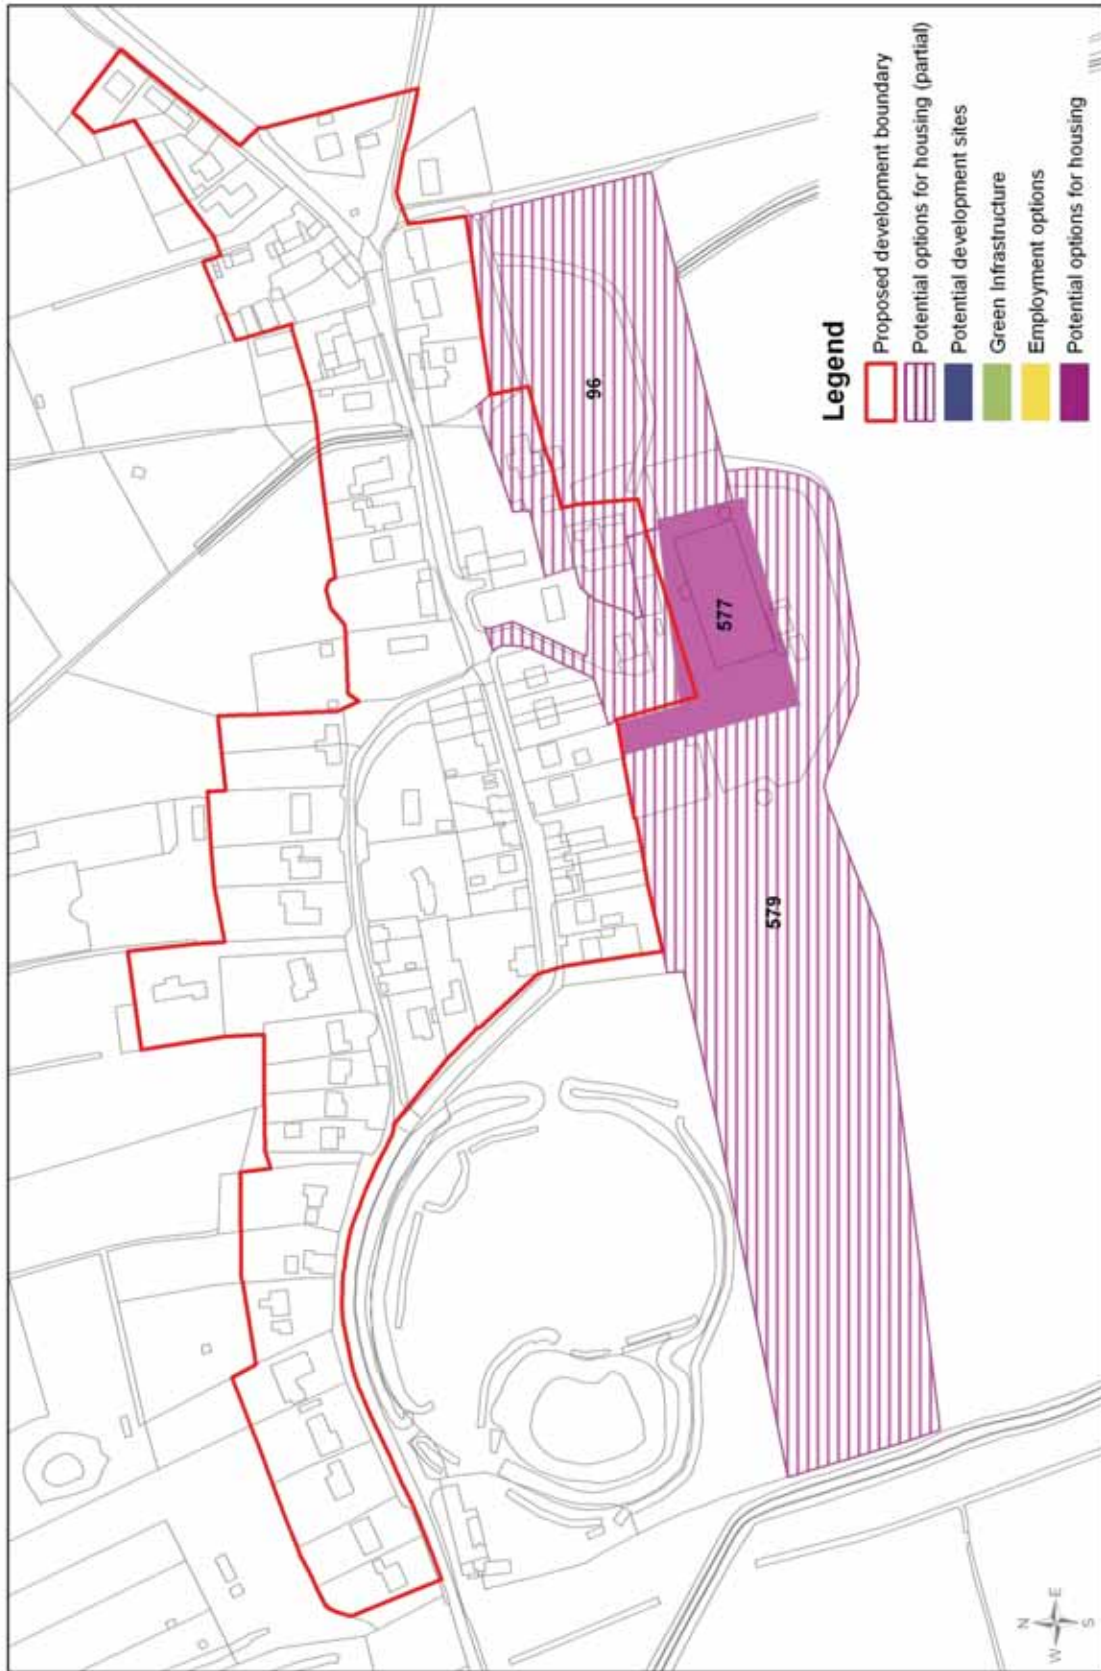 96
577
579
Legend
Proposed development boundary
Potential options for housing (partial)
Potential development sites
Green Infrastructure
Employment options
Potential options for housing
N
W
E
S